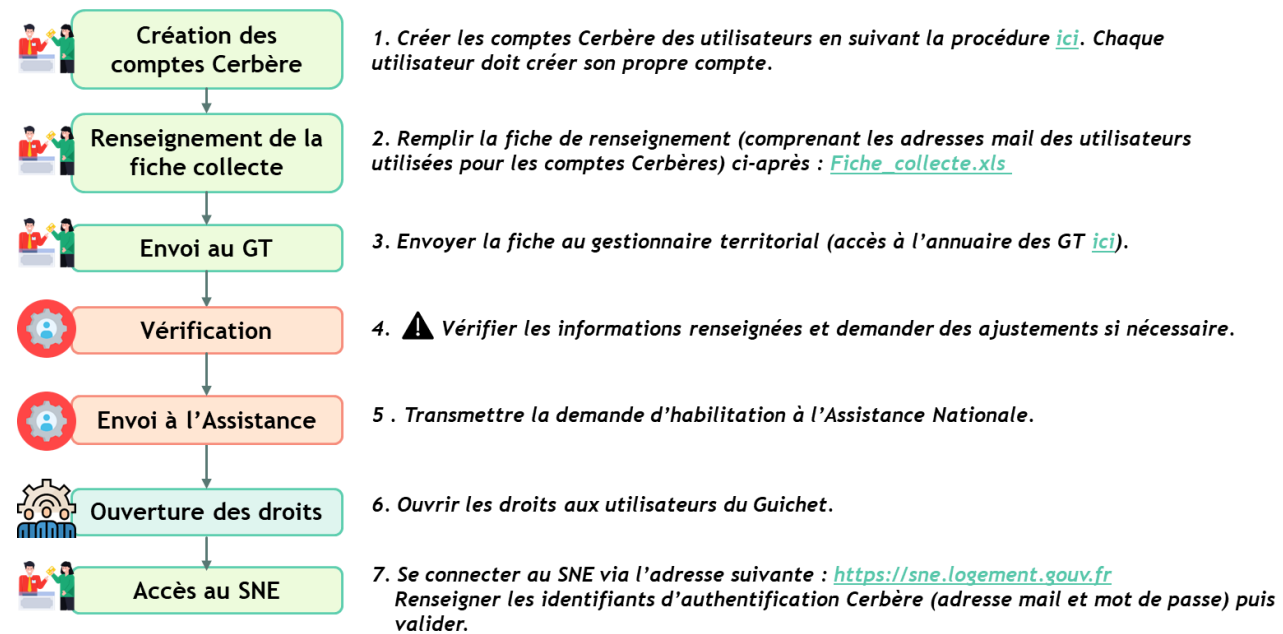 Création des
comptes Cerbère
1. Créer les comptes Cerbère des utilisateurs en suivant la procédure ici. Chaque
utilisateur doit créer son propre compte.
Renseignement de la
fiche collecte
2. Remplir la fiche de renseignement (comprenant les adresses mail des utilisateurs
utilisées pour les comptes Cerbères) ci-après : Fiche_collecte.xls
Envoi au GT
3. Envoyer la fiche au gestionnaire territorial (accès à l’annuaire des GT ici).
Vérification
4. Vérifier les informations renseignées et demander des ajustements si nécessaire.
Envoi à l’Assistance
5 . Transmettre la demande d’habilitation à l’Assistance Nationale.
Ouverture des droits
6. Ouvrir les droits aux utilisateurs du Guichet.
Accès au SNE
7. Se connecter au SNE via l’adresse suivante : https://sne.logement.gouv.fr
Renseigner les identifiants d’authentification Cerbère (adresse mail et mot de passe) puis
valider.